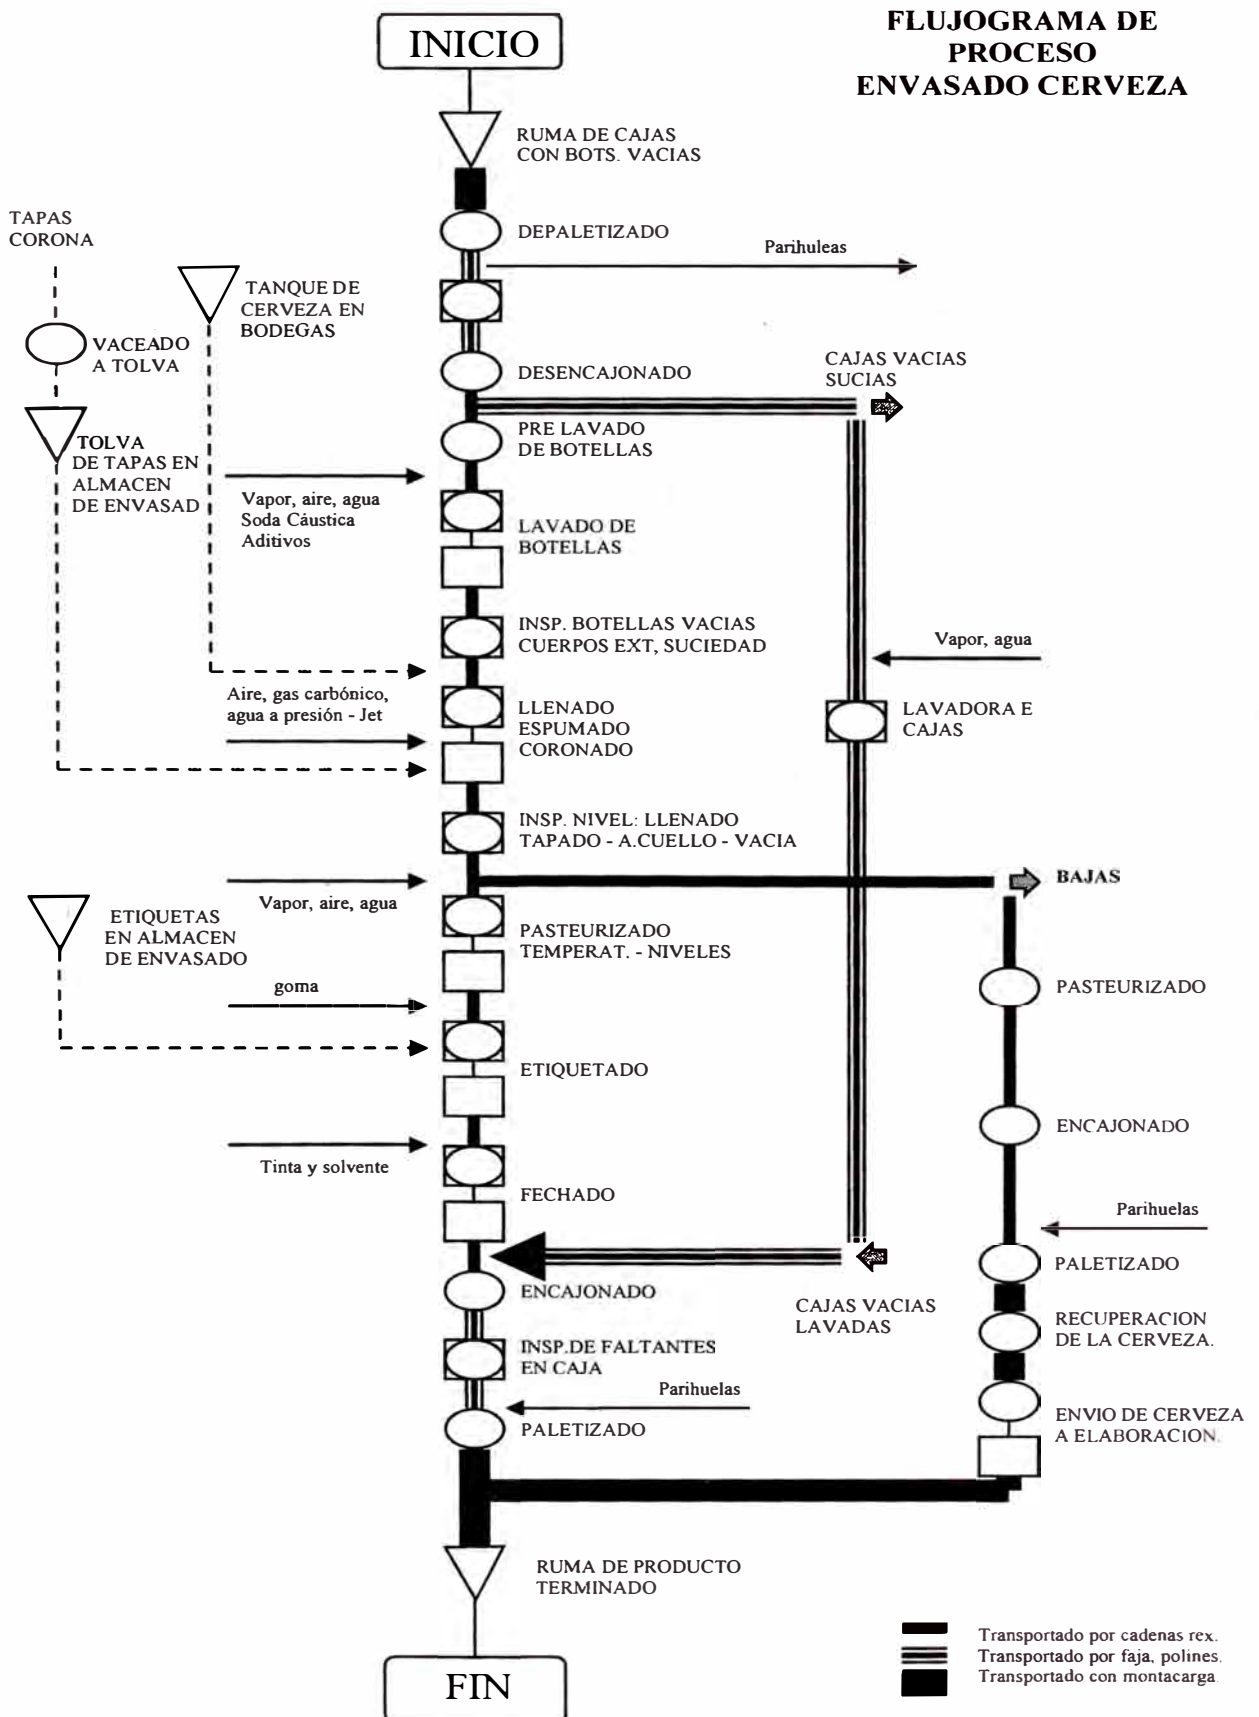 FLUJOGRAMA DE
PROCESO
ENVASADO CERVEZA
INICIO
RUMA DE CAJAS
CON BOTS. VACIAS
TAPAS
CORONA
DEPALETIZADO
Parihuleas
TANQUE DE
CERVEZA EN
BODEGAS
VACEADO
A TOLVA
DESENCAJONADO
CAJAS VACIAS
SUCIAS
TOLVA
DE TAPAS EN
ALMACEN
DE ENVASAD
PRE LAVADO
DE BOTELLAS
Vapor, aire, agua
Soda Cáustica
Aditivos
LAVADO DE
BOTELLAS
INSP. BOTELLAS VACIAS
CUERPOS EXT, SUCIEDAD
Vapor, agua
Aire, gas carbónico,
agua a presión - Jet
LLENADO
ESPUMADO
CORONADO
LAVADORA E
CAJAS
INSP. NIVEL: LLENADO
TAPADO - A.CUELLO - VACIA
BAJAS
Vapor, aire, agua
ETIQUETAS
EN ALMACEN
DE ENVASADO
PASTEURIZADO
TEMPERAT. - NIVELES
PASTEURIZADO
goma
ETIQUETADO
ENCAJONADO
Tinta y solvente
FECHADO
Parihuelas
PALETIZADO
ENCAJONADO
CAJAS VACIAS
LAVADAS
RECUPERACION
DE LA CERVEZA.
INSP.DE FALTANTES
EN CAJA
Parihuelas
PALETIZADO
ENVIO DE CERVEZA
A ELABORACION.
RUMA DE PRODUCTO
TERMINADO
FIN
Transportado por cadenas rex.
Transportado por faja, polines.
Transportado con montacarga.